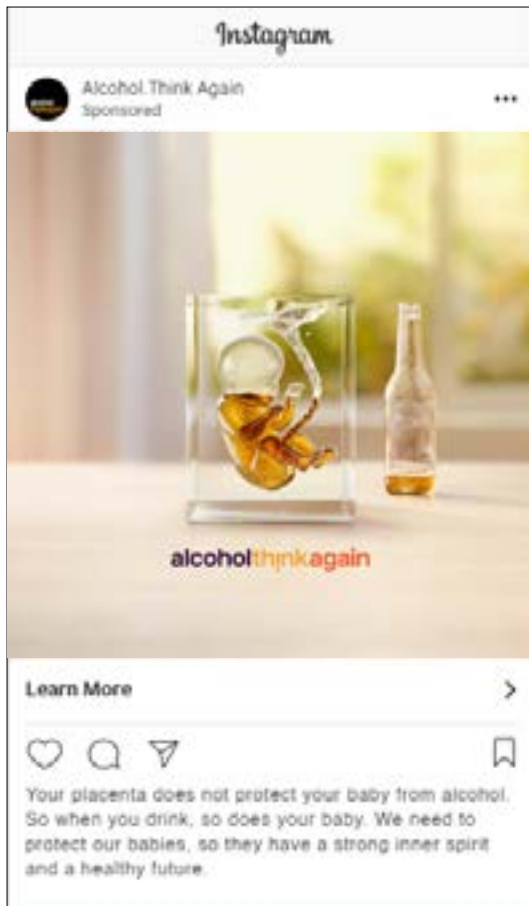 Instagram
Alcohol.Think Again
Sponsored
alcoholthinkagain
Learn More
Your placenta does not protect your baby from alcohol.
So when you drink, so does your baby. We need to
protect our babies, so they have a strong inner spirit
and a healthy future.